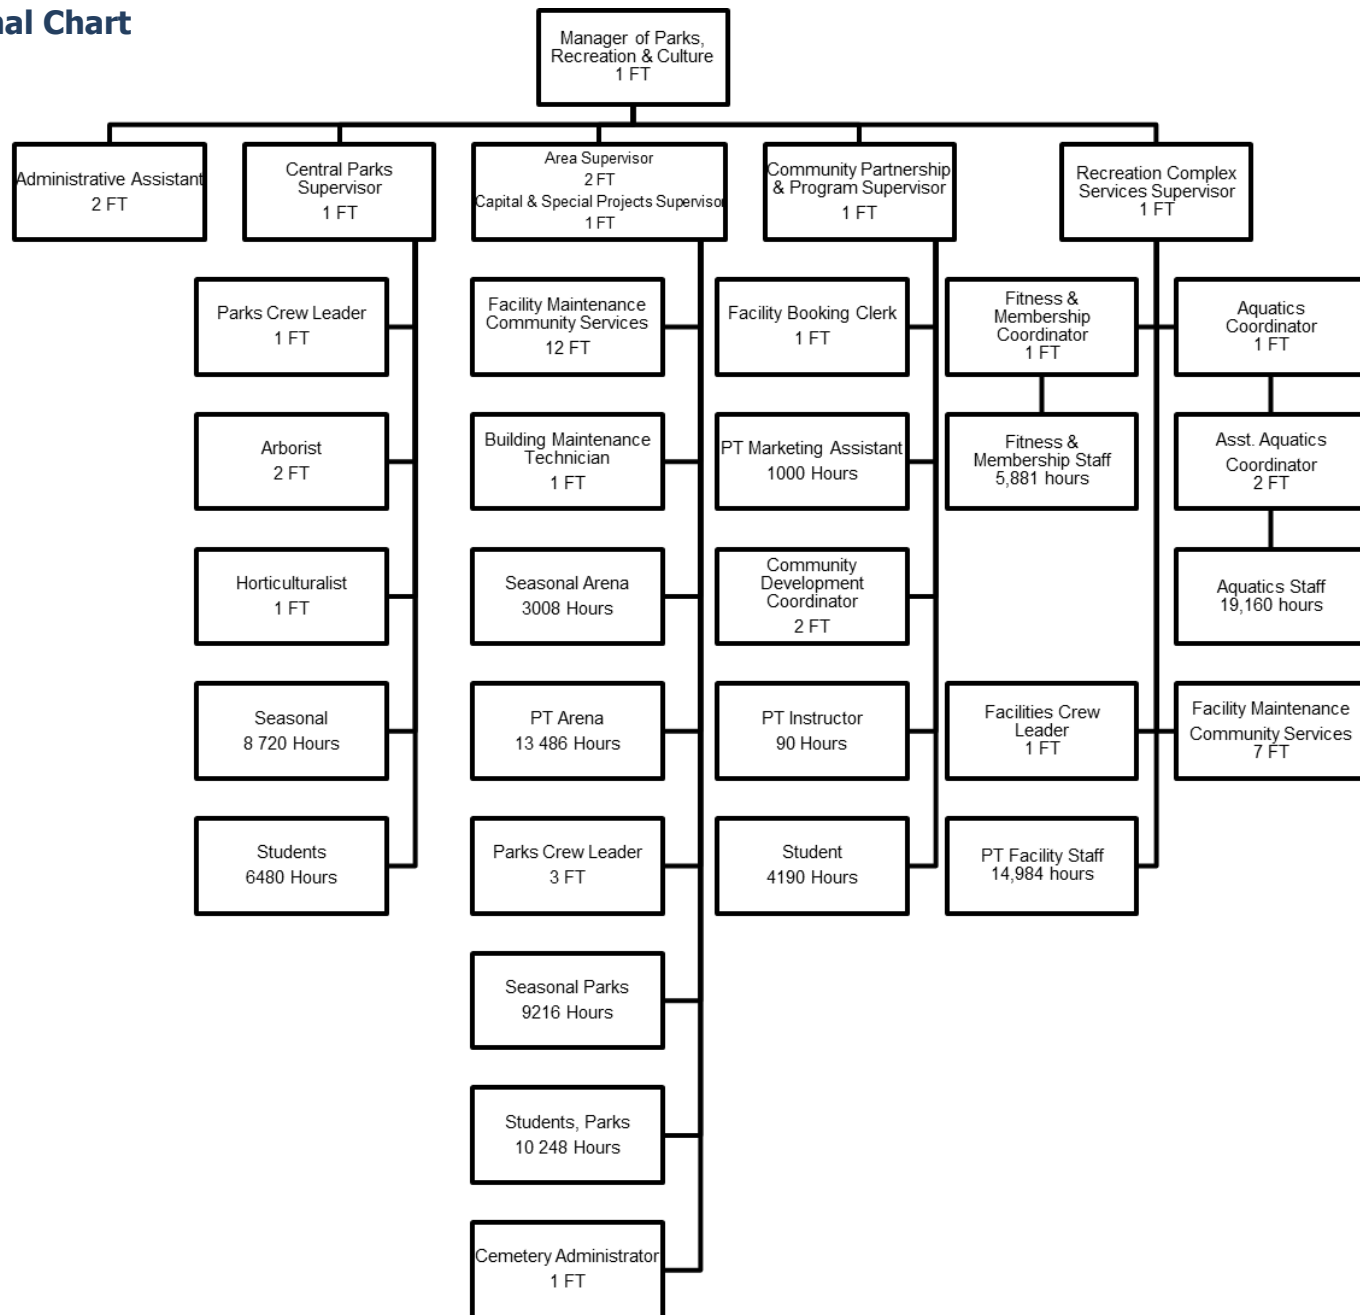 nal Chart
Manager of Parks,
Recreation & Culture
1 FT
Administrative Assistant
2 FT
Central Parks
Supervisor
1 FT
Area Supervisor
2 FT
Capital & Special Projects Supervisor
1 FT
Community Partnership
& Program Supervisor
1 FT
Recreation Complex
Services Supervisor
1 FT
Parks Crew Leader
1 FT
Arborist
2 FT
Horticulturalist
1 FT
Seasonal
8 720 Hours
Students
6480 Hours
Facility Maintenance
Community Services
12 FT
Building Maintenance
Technician
1 FT
Seasonal Arena
3008 Hours
PT Arena
13 486 Hours
Parks Crew Leader
3 FT
Seasonal Parks
9216 Hours
Students, Parks
10 248 Hours
Cemetery Administrator
1 FT
Facility Booking Clerk
1 FT
PT Marketing Assistant
1000 Hours
Community
Development
Coordinator
2 FT
PT Instructor
90 Hours
Student
4190 Hours
Fitness &
Membership
Coordinator
1 FT
Fitness &
Membership Staff
5,881 hours
Facilities Crew
Leader
1 FT
PT Facility Staff
14,984 hours
Aquatics
Coordinator
1 FT
Asst. Aquatics
Coordinator
2 FT
Aquatics Staff
19,160 hours
Facility Maintenance
Community Services
7 FT